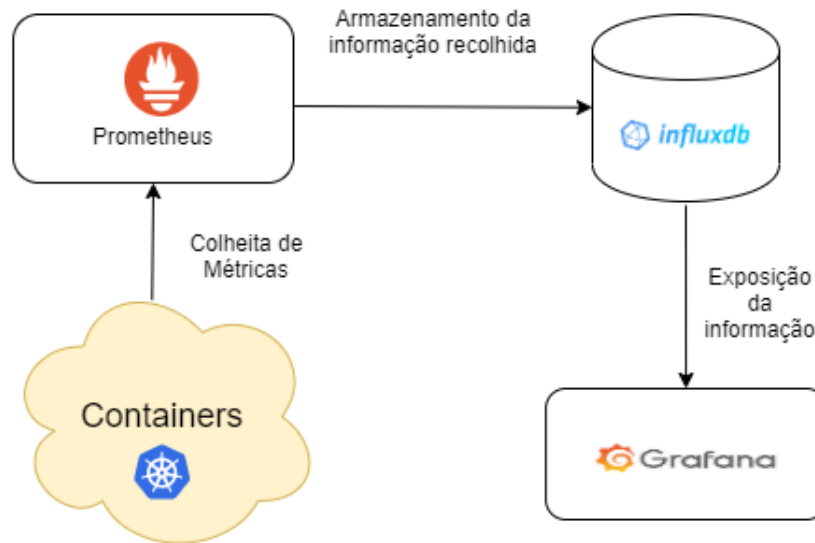 Armazenamento da
informação recolhida
Prometheus
influxdb
Colheita de
Métricas
Exposição
da
informação
Containers
Grafana